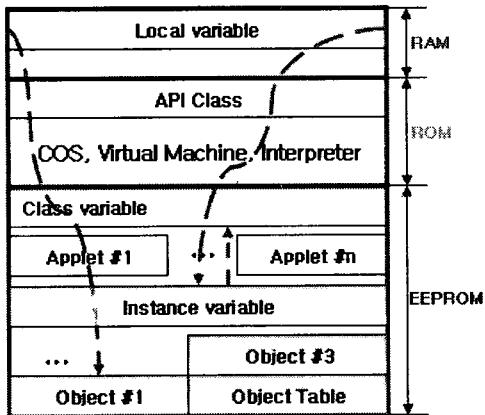 Local variable
RAM
API Class
ROM
COS, Virtual Machine, Interpreter
Class variable
Applet #1
...
Applet #n
Instance variable
EEPROM
Object #3
...
Object #1
Object Table